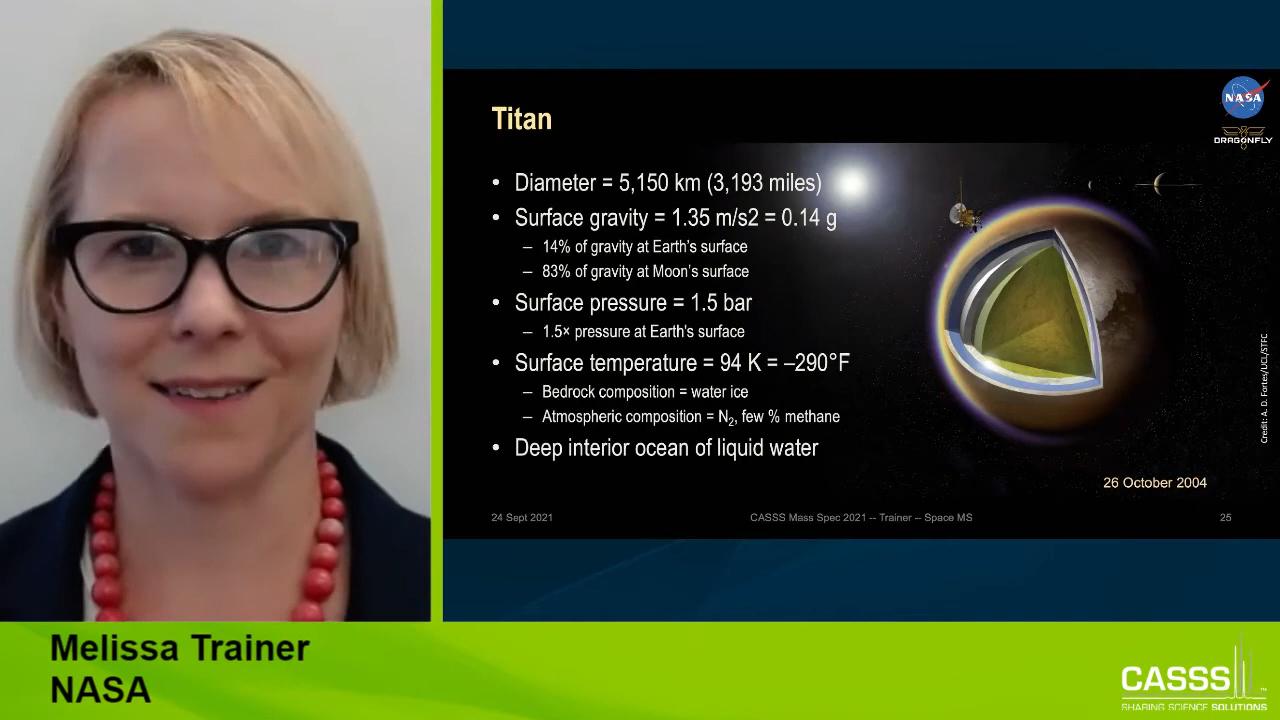 Titan
NASA
DRAGONFLY
• Diameter = 5,150 km (3,193 miles)
• Surface gravity = 1.35 m/s2 = 0.14 g
– 14% of gravity at Earth's surface
– 83% of gravity at Moon's surface
• Surface pressure = 1.5 bar
– 1.5× pressure at Earth's surface
• Surface temperature = 94 K = –290°F
– Bedrock composition = water ice
– Atmospheric composition = N₂, few % methane
• Deep interior ocean of liquid water
Credit: A. D. Fortes/UCL/STFC
26 October 2004
24 Sept 2021
CASSS Mass Spec 2021 -- Trainer -- Space MS
25
Melissa Trainer
NASA
CASSS™
SHARING SCIENCE SOLUTIONS